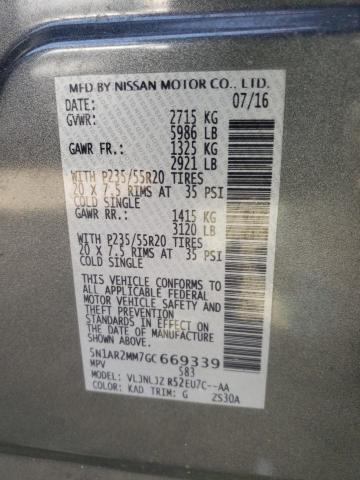 MFD BY NISSAN MOTOR CO., LTD.
DATE: 07/16
GVWR: 2715 KG
5986 LB
GAWR FR: 1325 KG
2921 LB
WITH P235/55R20 TIRES
20 X 7.5 RIMS AT 35 PSI
COLD SINGLE
GAWR RR: 1415 KG
3120 LB
WITH P235/55R20 TIRES
20 X 7.5 RIMS AT 35 PSI
COLD SINGLE
THIS VEHICLE CONFORMS TO
ALL APPLICABLE FEDERAL
MOTOR VEHICLE SAFETY AND
THEFT PREVENTION
STANDARDS IN EFFECT ON
THE DATE OF MANUFACTURE
SHOWN ABOVE.
5N1AR2MM7GC669339
MPV S83
MODEL: VLJNLJZ R52EU7C--AA
COLOR: KAD TRIM: G ZS30A